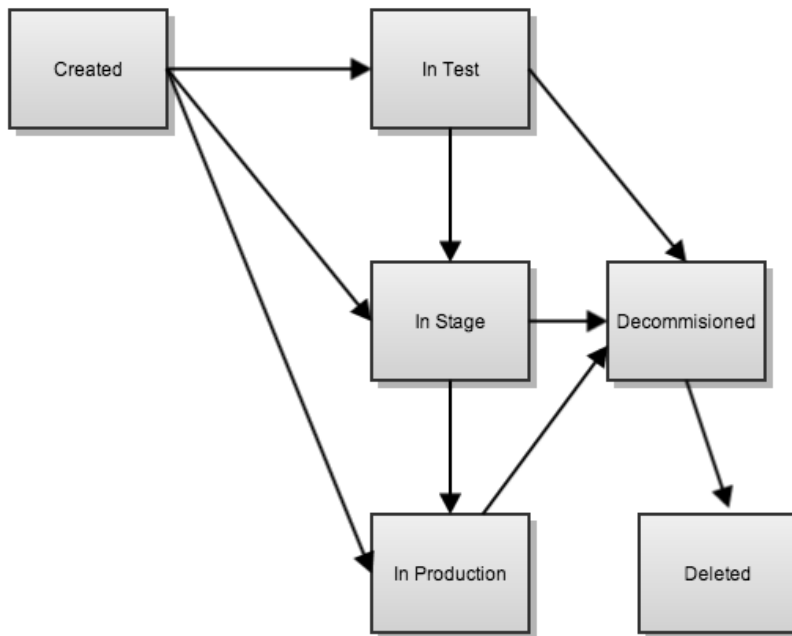 Created
In Test
In Stage
Decommisioned
In Production
Deleted